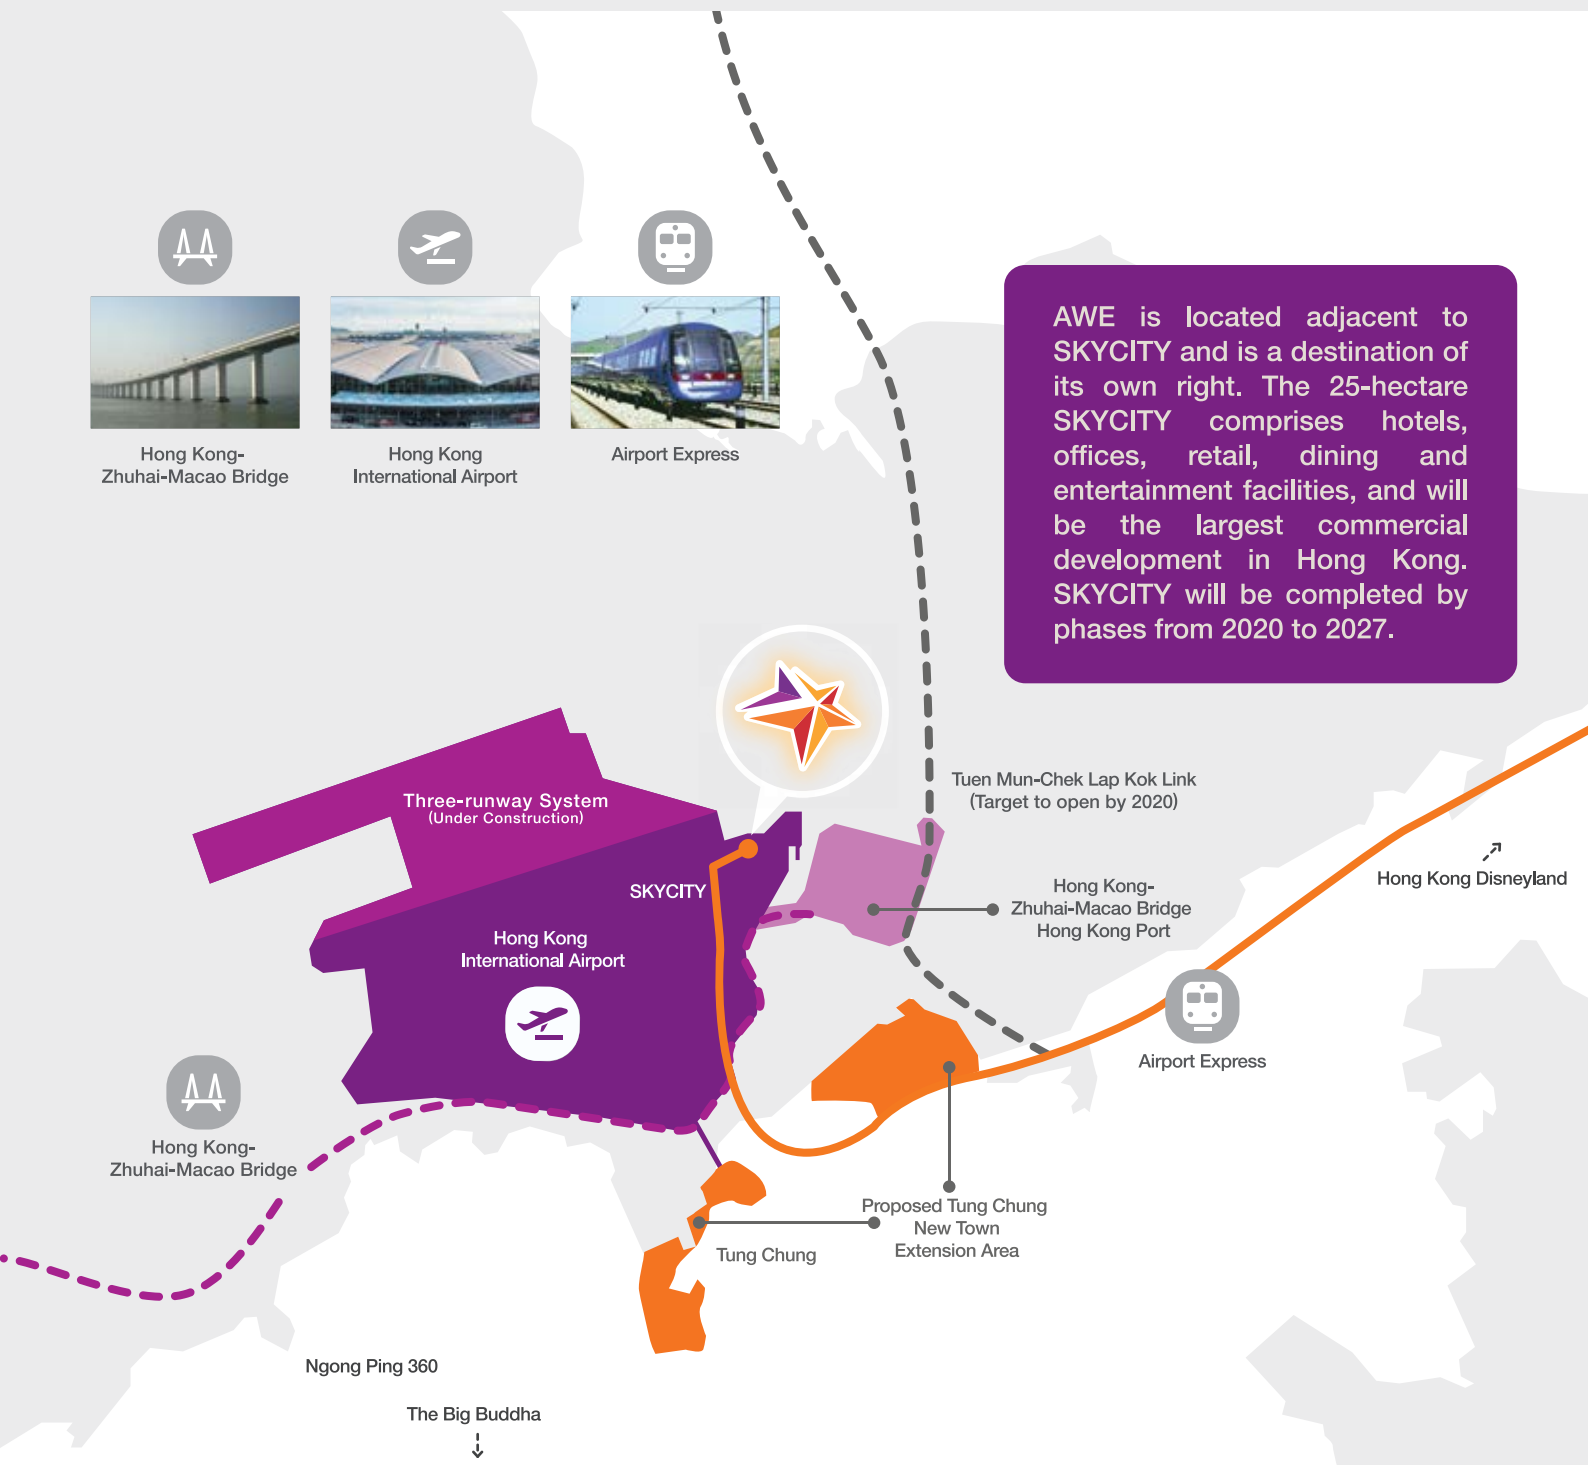 Hong Kong-
Zhuhai-Macao Bridge
Hong Kong
International Airport
Airport Express
AWE is located adjacent to
SKYCITY and is a destination of
its own right. The 25-hectare
SKYCITY comprises hotels,
offices, retail, dining and
entertainment facilities, and will
be the largest commercial
development in Hong Kong.
SKYCITY will be completed by
phases from 2020 to 2027.
Three-runway System
(Under Construction)
Tuen Mun-Chek Lap Kok Link
(Target to open by 2020)
SKYCITY
Hong Kong-
Zhuhai-Macao Bridge
Hong Kong Port
Hong Kong Disneyland
Hong Kong
International Airport
Airport Express
Hong Kong-
Zhuhai-Macao Bridge
Proposed Tung Chung
New Town
Extension Area
Tung Chung
Ngong Ping 360
The Big Buddha